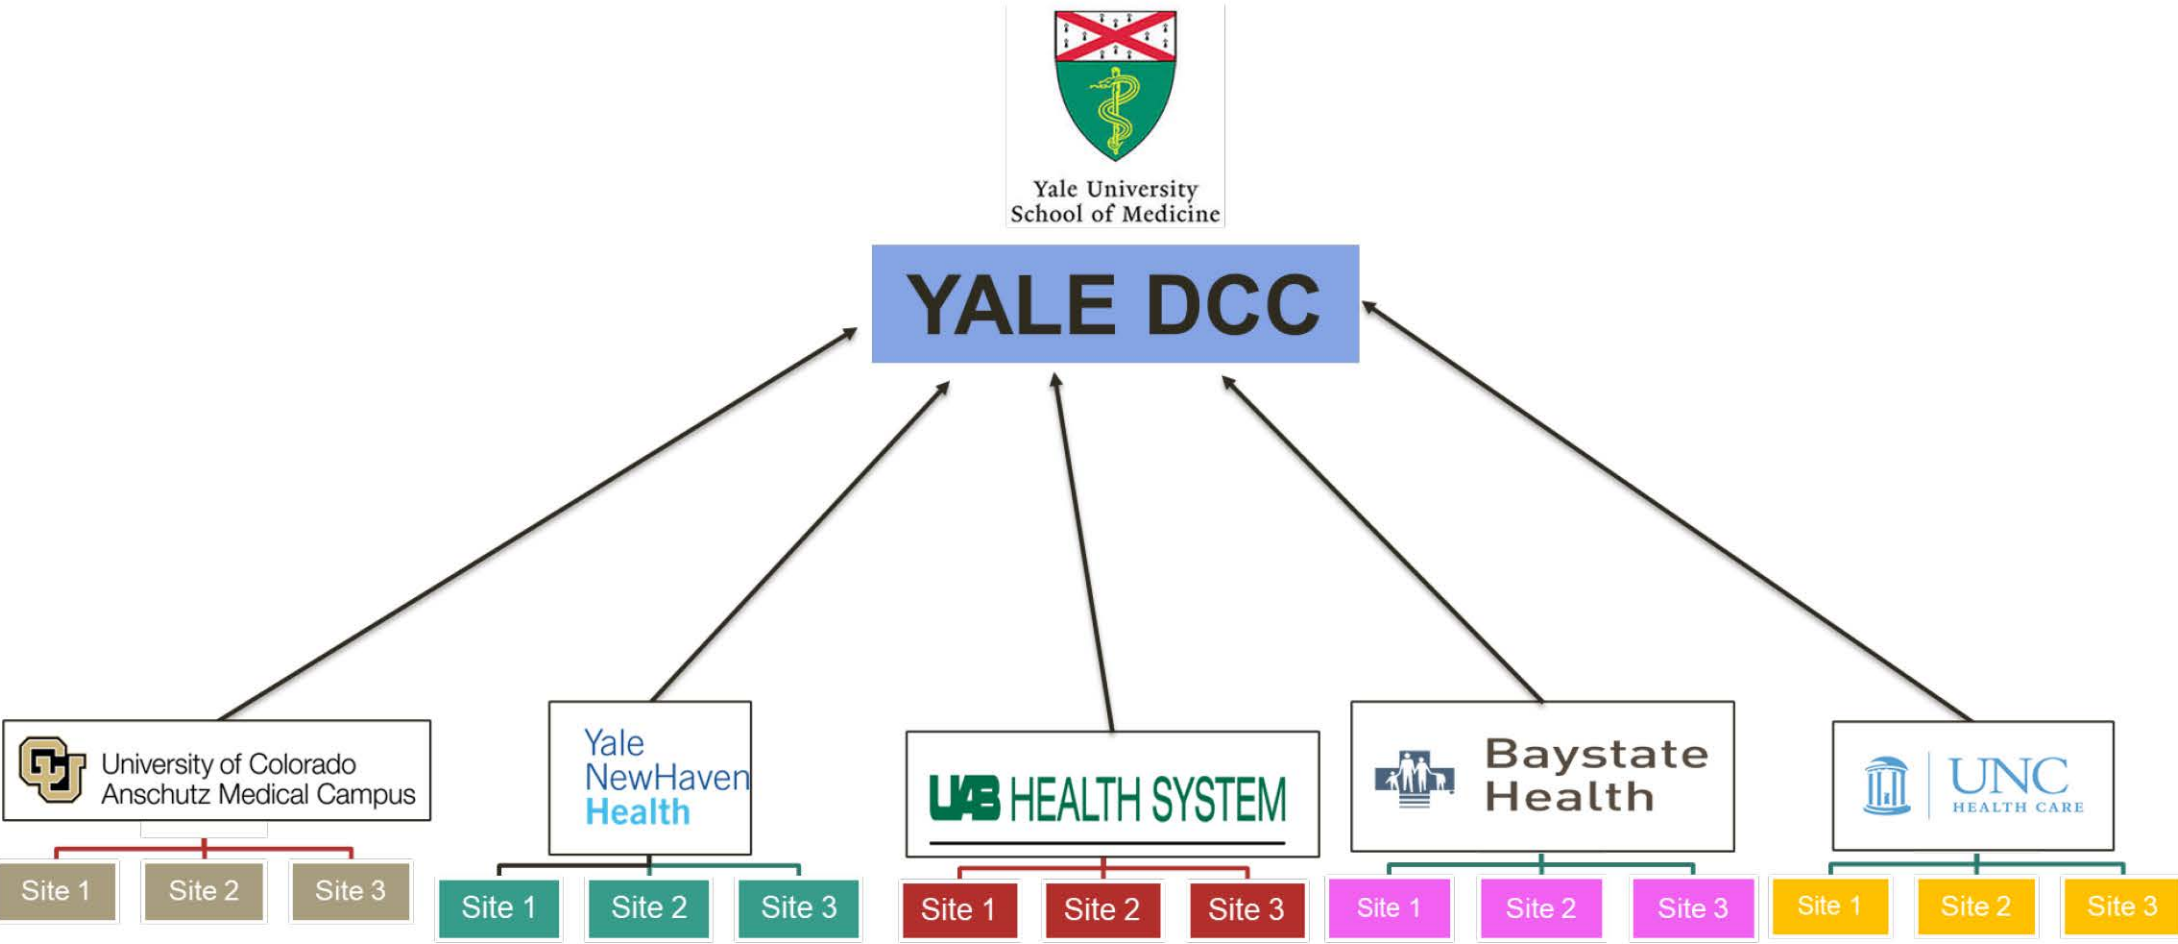 Yale University
School of Medicine
YALE DCC
University of Colorado
Anschutz Medical Campus
Yale
NewHaven
Health
UAB HEALTH SYSTEM
Baystate
Health
UNC
HEALTH CARE
Site 1
Site 2
Site 3
Site 1
Site 2
Site 3
Site 1
Site 2
Site 3
Site 1
Site 2
Site 3
Site 1
Site 2
Site 3